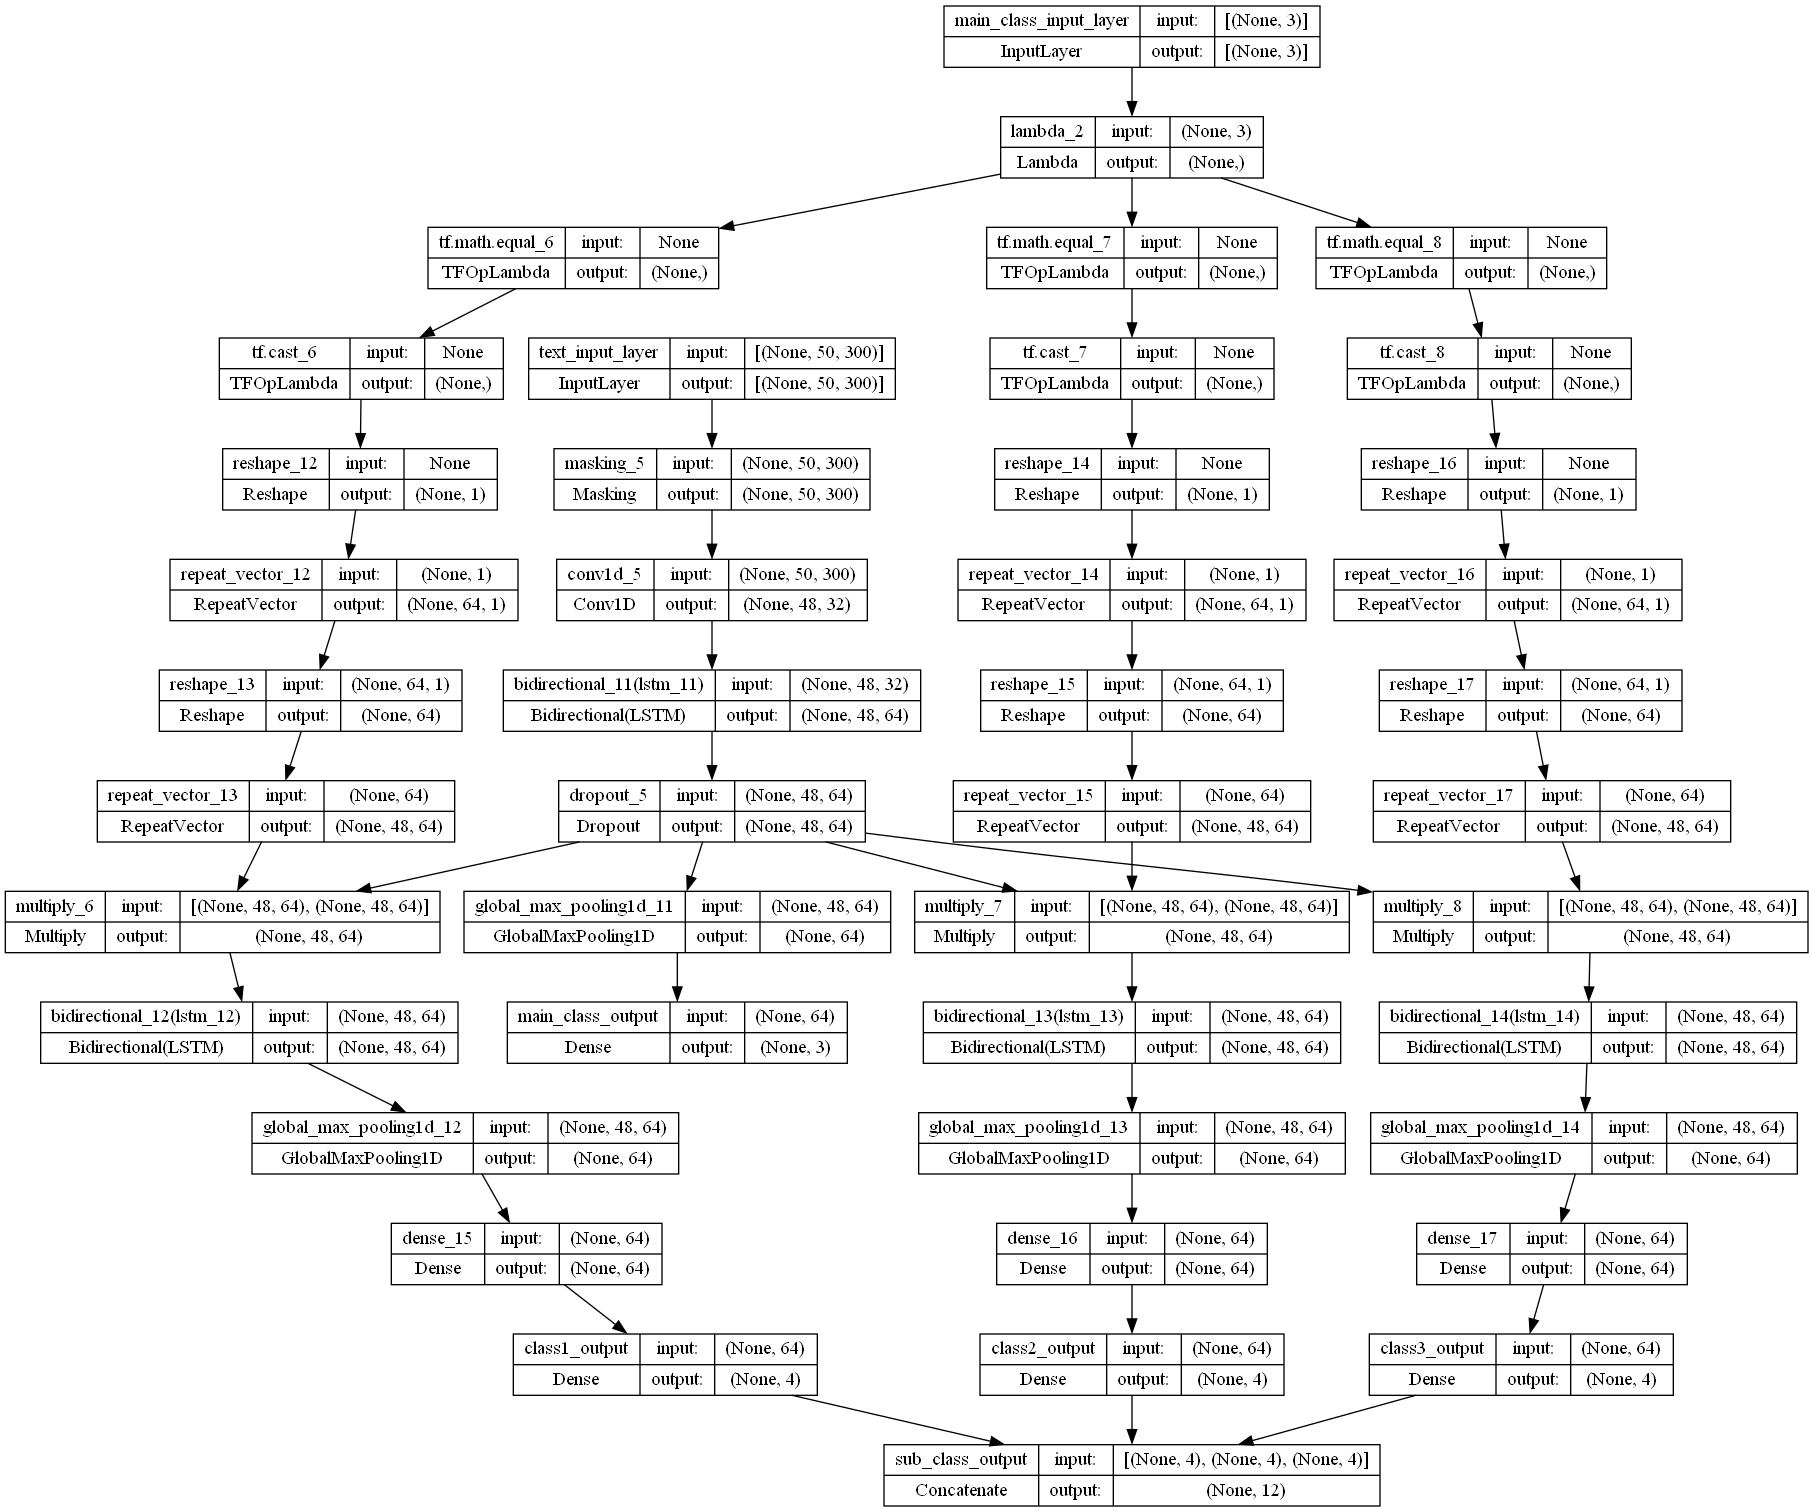 main_class_input_layer input: [(None, 3)]
InputLayer output: [(None, 3)]
lambda_2 input: (None, 3)
Lambda output: (None,)
tf.math.equal_6 input: None
TFOpLambda output: (None,)
tf.math.equal_7 input: None
TFOpLambda output: (None,)
tf.math.equal_8 input: None
TFOpLambda output: (None,)
tf.cast_6 input: None
TFOpLambda output: (None,)
text_input_layer input: [(None, 50, 300)]
InputLayer output: [(None, 50, 300)]
tf.cast_7 input: None
TFOpLambda output: (None,)
tf.cast_8 input: None
TFOpLambda output: (None,)
reshape_12 input: None
Reshape output: (None, 1)
masking_5 input: (None, 50, 300)
Masking output: (None, 50, 300)
reshape_14 input: None
Reshape output: (None, 1)
reshape_16 input: None
Reshape output: (None, 1)
repeat_vector_12 input: (None, 1)
RepeatVector output: (None, 64, 1)
conv1d_5 input: (None, 50, 300)
Conv1D output: (None, 48, 32)
repeat_vector_14 input: (None, 1)
RepeatVector output: (None, 64, 1)
repeat_vector_16 input: (None, 1)
RepeatVector output: (None, 64, 1)
reshape_13 input: (None, 64, 1)
Reshape output: (None, 64)
bidirectional_11(lstm_11) input: (None, 48, 32)
Bidirectional(LSTM) output: (None, 48, 64)
reshape_15 input: (None, 64, 1)
Reshape output: (None, 64)
reshape_17 input: (None, 64, 1)
Reshape output: (None, 64)
repeat_vector_13 input: (None, 64)
RepeatVector output: (None, 48, 64)
dropout_5 input: (None, 48, 64)
Dropout output: (None, 48, 64)
repeat_vector_15 input: (None, 64)
RepeatVector output: (None, 48, 64)
repeat_vector_17 input: (None, 64)
RepeatVector output: (None, 48, 64)
multiply_6 input: [(None, 48, 64), (None, 48, 64)]
Multiply output: (None, 48, 64)
global_max_pooling1d_11 input: (None, 48, 64)
GlobalMaxPooling1D output: (None, 64)
multiply_7 input: [(None, 48, 64), (None, 48, 64)]
Multiply output: (None, 48, 64)
multiply_8 input: [(None, 48, 64), (None, 48, 64)]
Multiply output: (None, 48, 64)
bidirectional_12(lstm_12) input: (None, 48, 64)
Bidirectional(LSTM) output: (None, 48, 64)
main_class_output input: (None, 64)
Dense output: (None, 3)
bidirectional_13(lstm_13) input: (None, 48, 64)
Bidirectional(LSTM) output: (None, 48, 64)
bidirectional_14(lstm_14) input: (None, 48, 64)
Bidirectional(LSTM) output: (None, 48, 64)
global_max_pooling1d_12 input: (None, 48, 64)
GlobalMaxPooling1D output: (None, 64)
global_max_pooling1d_13 input: (None, 48, 64)
GlobalMaxPooling1D output: (None, 64)
global_max_pooling1d_14 input: (None, 48, 64)
GlobalMaxPooling1D output: (None, 64)
dense_15 input: (None, 64)
Dense output: (None, 64)
dense_16 input: (None, 64)
Dense output: (None, 64)
dense_17 input: (None, 64)
Dense output: (None, 64)
class1_output input: (None, 64)
Dense output: (None, 4)
class2_output input: (None, 64)
Dense output: (None, 4)
class3_output input: (None, 64)
Dense output: (None, 4)
sub_class_output input: [(None, 4), (None, 4), (None, 4)]
Concatenate output: (None, 12)